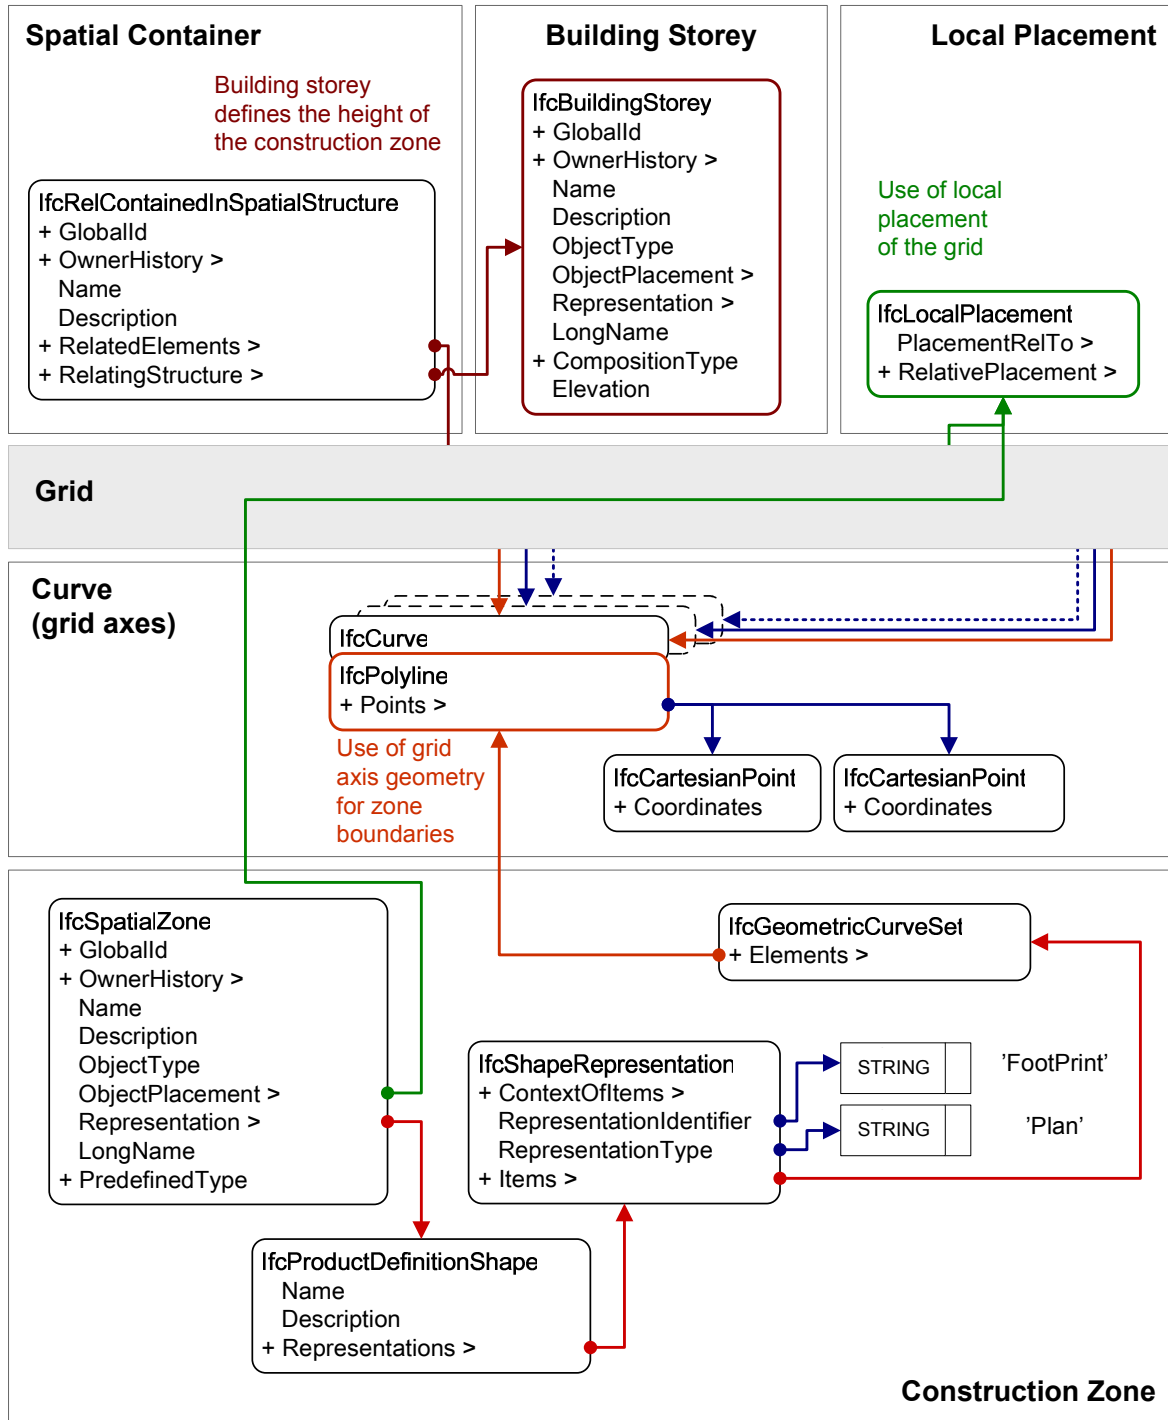 Spatial Container
Building storey
defines the height of
the construction zone
IfcRelContainedInSpatialStructure
+ GlobalId
+ OwnerHistory >
Name
Description
+ RelatedElements >
+ RelatingStructure >
Building Storey
IfcBuildingStorey
+ GlobalId
+ OwnerHistory >
Name
Description
ObjectType
ObjectPlacement >
Representation >
LongName
+ CompositionType
Elevation
Local Placement
Use of local
placement
of the grid
IfcLocalPlacement
PlacementRelTo >
+ RelativePlacement >
Grid
Curve
(grid axes)
IfcCurve
IfcPolyline
+ Points >
Use of grid
axis geometry
for zone
boundaries
IfcCartesianPoint
+ Coordinates
IfcCartesianPoint
+ Coordinates
IfcSpatialZone
+ GlobalId
+ OwnerHistory >
Name
Description
ObjectType
ObjectPlacement >
Representation >
LongName
+ PredefinedType
IfcGeometricCurveSet
+ Elements >
IfcShapeRepresentation
+ ContextOfItems >
RepresentationIdentifier
RepresentationType
+ Items >
STRING
’FootPrint’
STRING
’Plan’
IfcProductDefinitionShape
Name
Description
+ Representations >
Construction Zone